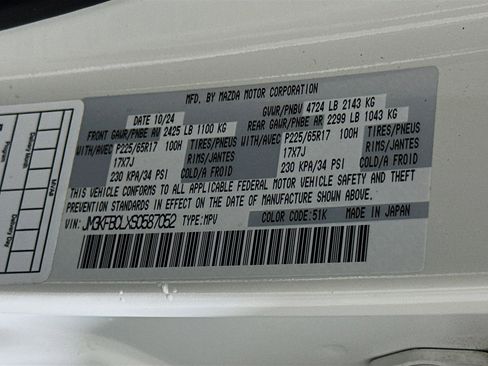 MFD. BY MAZDA MOTOR CORPORATION
DATE 10/24
GVWR/PNBV 4724 LB 2143 KG
FRONT GAWR/PNBE AV 2425 LB 1100 KG
REAR GAWR/PNBE AR 2299 LB 1043 KG
WITH/AVEC P225/65R17 100H TIRES/PNEUS
17X7J RIMS/JANTES
230 KPA/34 PSI COLD/A FROID
WITH/AVEC P225/65R17 100H TIRES/PNEUS
17X7J RIMS/JANTES
230 KPA/34 PSI COLD/A FROID
THIS VEHICLE CONFORMS TO ALL APPLICABLE FEDERAL MOTOR VEHICLE SAFETY AND THEFT
PREVENTION STANDARDS IN EFFECT ON THE DATE OF MANUFACTURE SHOWN ABOVE.
VIN: JM3KFBCLXS0587052 TYPE:MPV
COLOR CODE:51K MADE IN JAPAN
Delivery Day